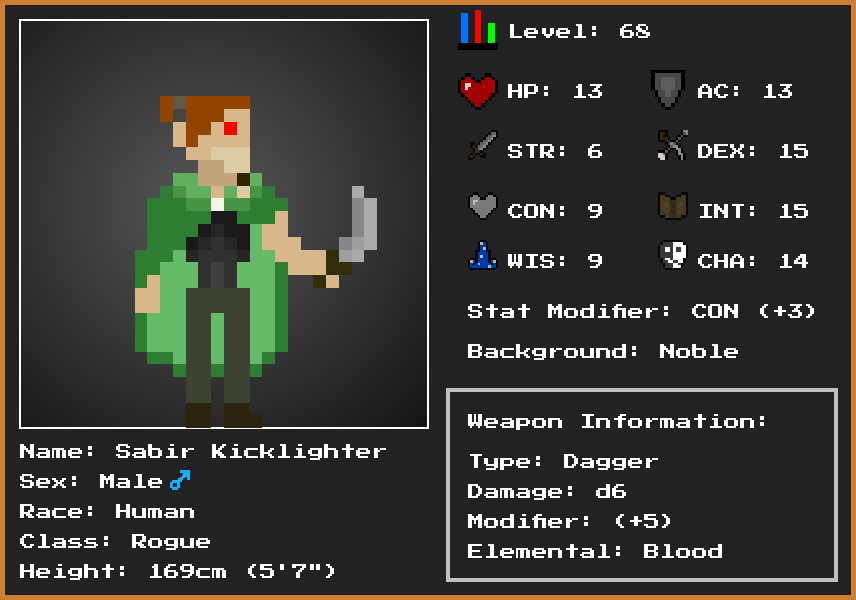 Level: 68
HP: 13 AC: 13
STR: 6 DEX: 15
CON: 9 INT: 15
WIS: 9 CHA: 14
Stat Modifier: CON (+3)
Background: Noble
Weapon Information:
Type: Dagger
Damage: d6
Modifier: (+5)
Elemental: Blood
Name: Sabir Kicklighter
Sex: Male ♂
Race: Human
Class: Rogue
Height: 169cm (5'7")